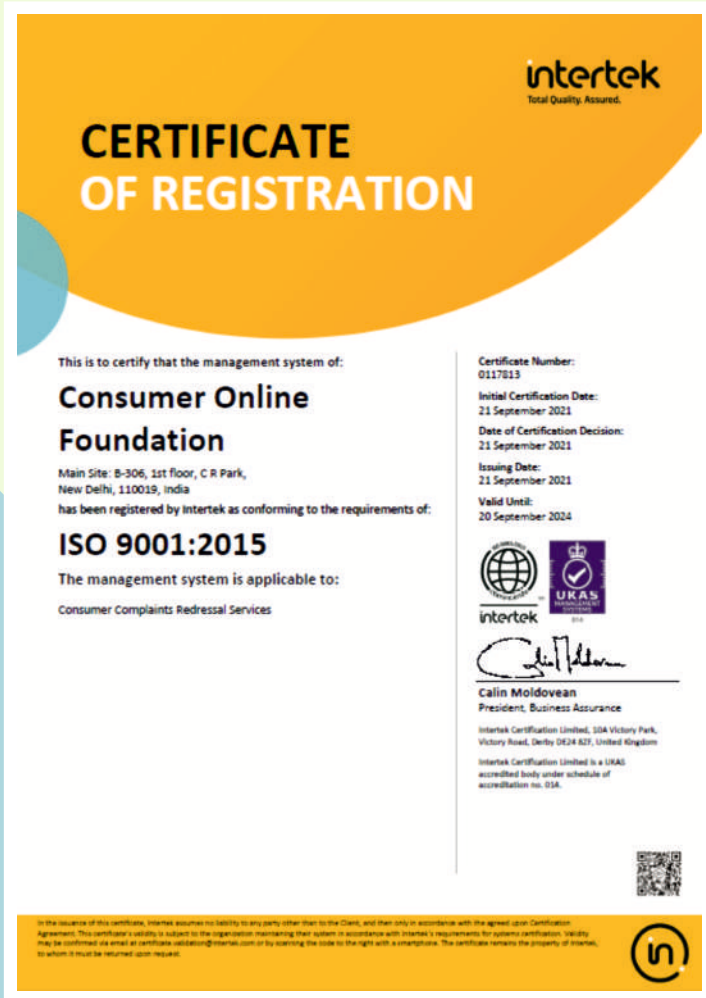 intertek
Total Quality. Assured.
CERTIFICATE
OF REGISTRATION
This is to certify that the management system of:
Consumer Online
Foundation
Main Site: B-306, 1st floor, C R Park,
New Delhi, 110019, India
has been registered by Intertek as conforming to the requirements of:
ISO 9001:2015
The management system is applicable to:
Consumer Complaints Redressal Services
Certificate Number:
0117813
Initial Certification Date:
21 September 2021
Date of Certification Decision:
21 September 2021
Issuing Date:
21 September 2021
Valid Until:
20 September 2024
intertek
UKAS
MANAGEMENT
SYSTEMS
014
Calin Moldovean
President, Business Assurance
Intertek Certification Limited, 10A Victory Park,
Victory Road, Derby DE24 8ZF, United Kingdom
Intertek Certification Limited is a UKAS
accredited body under schedule of
accreditation no. 014.
In the issuance of this certificate, Intertek assumes no liability to any party other than to the Client, and then only in accordance with the agreed upon Certification
Agreement. This certificate's validity is subject to the organization maintaining their system in accordance with Intertek's requirements for systems certification. Validity
may be confirmed via email at certificate.validation@intertek.com or by scanning the code to the right with a smartphone. The certificate remains the property of Intertek,
to whom it must be returned upon request.
in